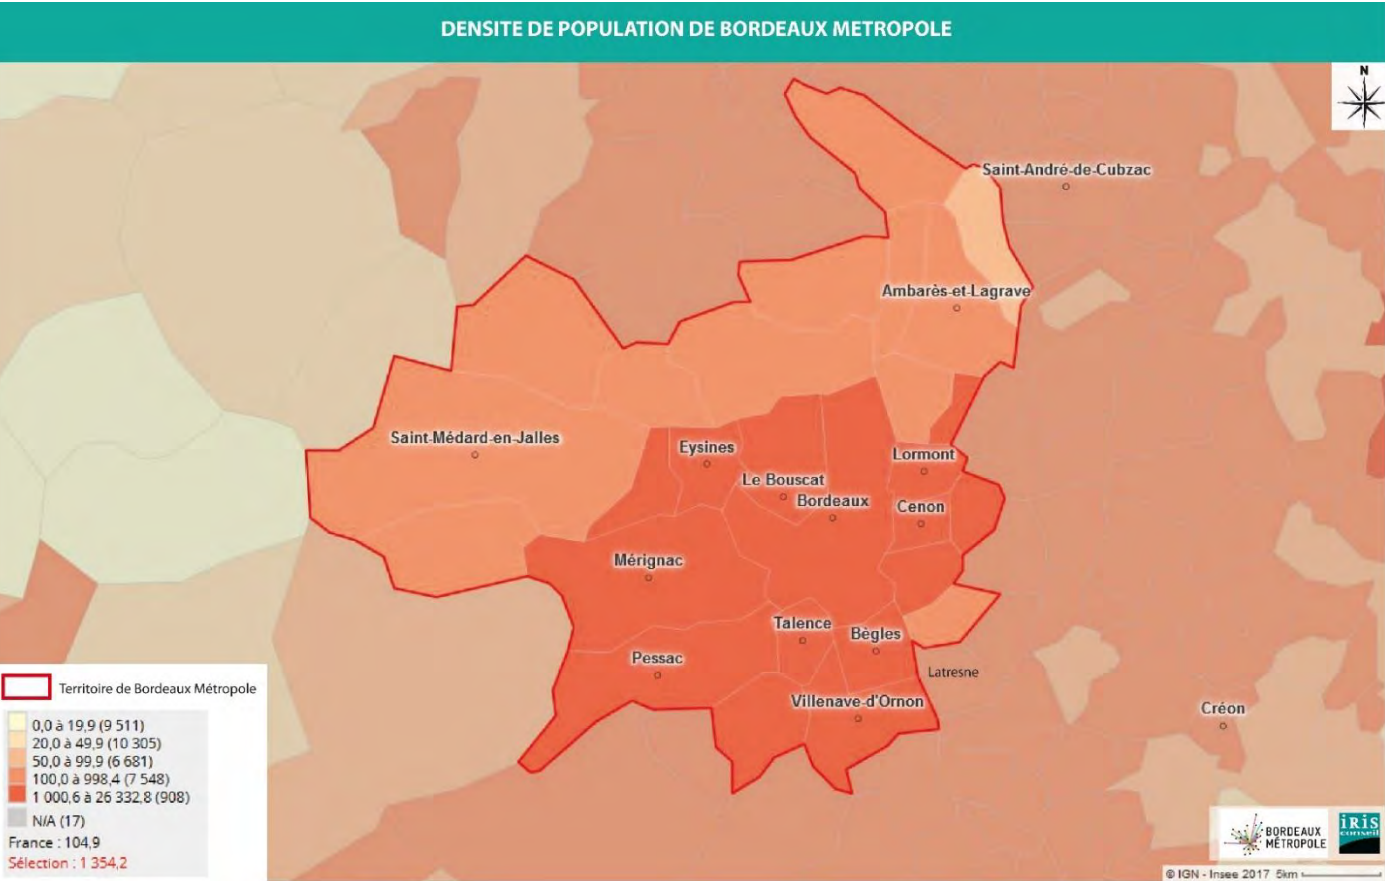 DENSITE DE POPULATION DE BORDEAUX METROPOLE
N
Saint-André-de-Cubzac
Ambarès-et-Lagrave
Saint-Médard-en-Jalles
Eysines
Lormont
Le Bouscat
Bordeaux
Cenon
Mérignac
Talence
Bègles
Pessac
Latresne
Villenave-d'Ornon
Créon
Territoire de Bordeaux Métropole
0,0 à 19,9 (9 511)
20,0 à 49,9 (10 305)
50,0 à 99,9 (6 681)
100,0 à 998,4 (7 548)
1 000,6 à 26 332,8 (908)
N/A (17)
France : 104,9
Sélection : 1 354,2
BORDEAUX
MÉTROPOLE
iRiS
conseil
© IGN - Insee 2017 5km